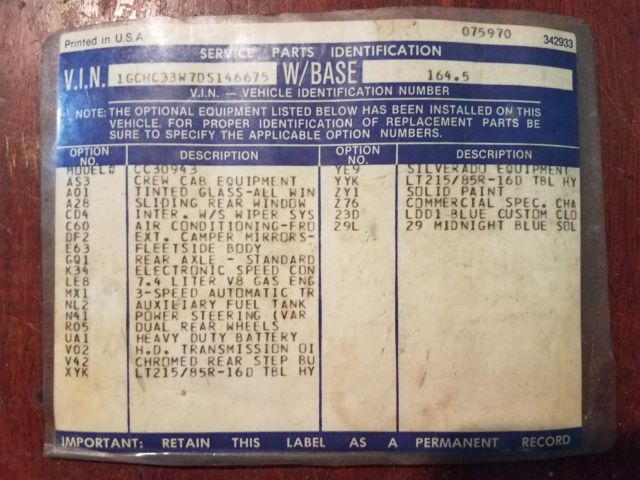 Printed in U.S.A 075970 342933
SERVICE PARTS IDENTIFICATION
V.I.N. 1GCHC33W7DS146675 W/BASE 164.5
V.I.N. — VEHICLE IDENTIFICATION NUMBER
NOTE: THE OPTIONAL EQUIPMENT LISTED BELOW HAS BEEN INSTALLED ON THIS
VEHICLE. FOR PROPER IDENTIFICATION OF REPLACEMENT PARTS BE
SURE TO SPECIFY THE APPLICABLE OPTION NUMBERS.
OPTION NO. DESCRIPTION OPTION NO. DESCRIPTION
MODEL# CC30943 YE9 SILVERADO EQUIPMENT
AS3 CREW CAB EQUIPMENT YYK LT215/85R-16D TBL HY
A01 TINTED GLASS-ALL WIN ZY1 SOLID PAINT
A28 SLIDING REAR WINDOW Z76 COMMERCIAL SPEC. CHA
CD4 INTER. W/S WIPER SYS 23D LDD1 BLUE CUSTOM CLO
C60 AIR CONDITIONING-FRO 29L 29 MIDNIGHT BLUE SOL
DF2 EXT. CAMPER MIRRORS-
E63 FLEETSIDE BODY
GQ1 REAR AXLE - STANDARD
K34 ELECTRONIC SPEED CON
LE8 7.4 LITER V8 GAS ENG
MX1 3-SPEED AUTOMATIC TR
NL2 AUXILIARY FUEL TANK
N41 POWER STEERING (VAR
R05 DUAL REAR WHEELS
UA1 HEAVY DUTY BATTERY
V02 H.D. TRANSMISSION OI
V42 CHROMED REAR STEP BU
XYK LT215/85R-16D TBL HY
IMPORTANT: RETAIN THIS LABEL AS A PERMANENT RECORD